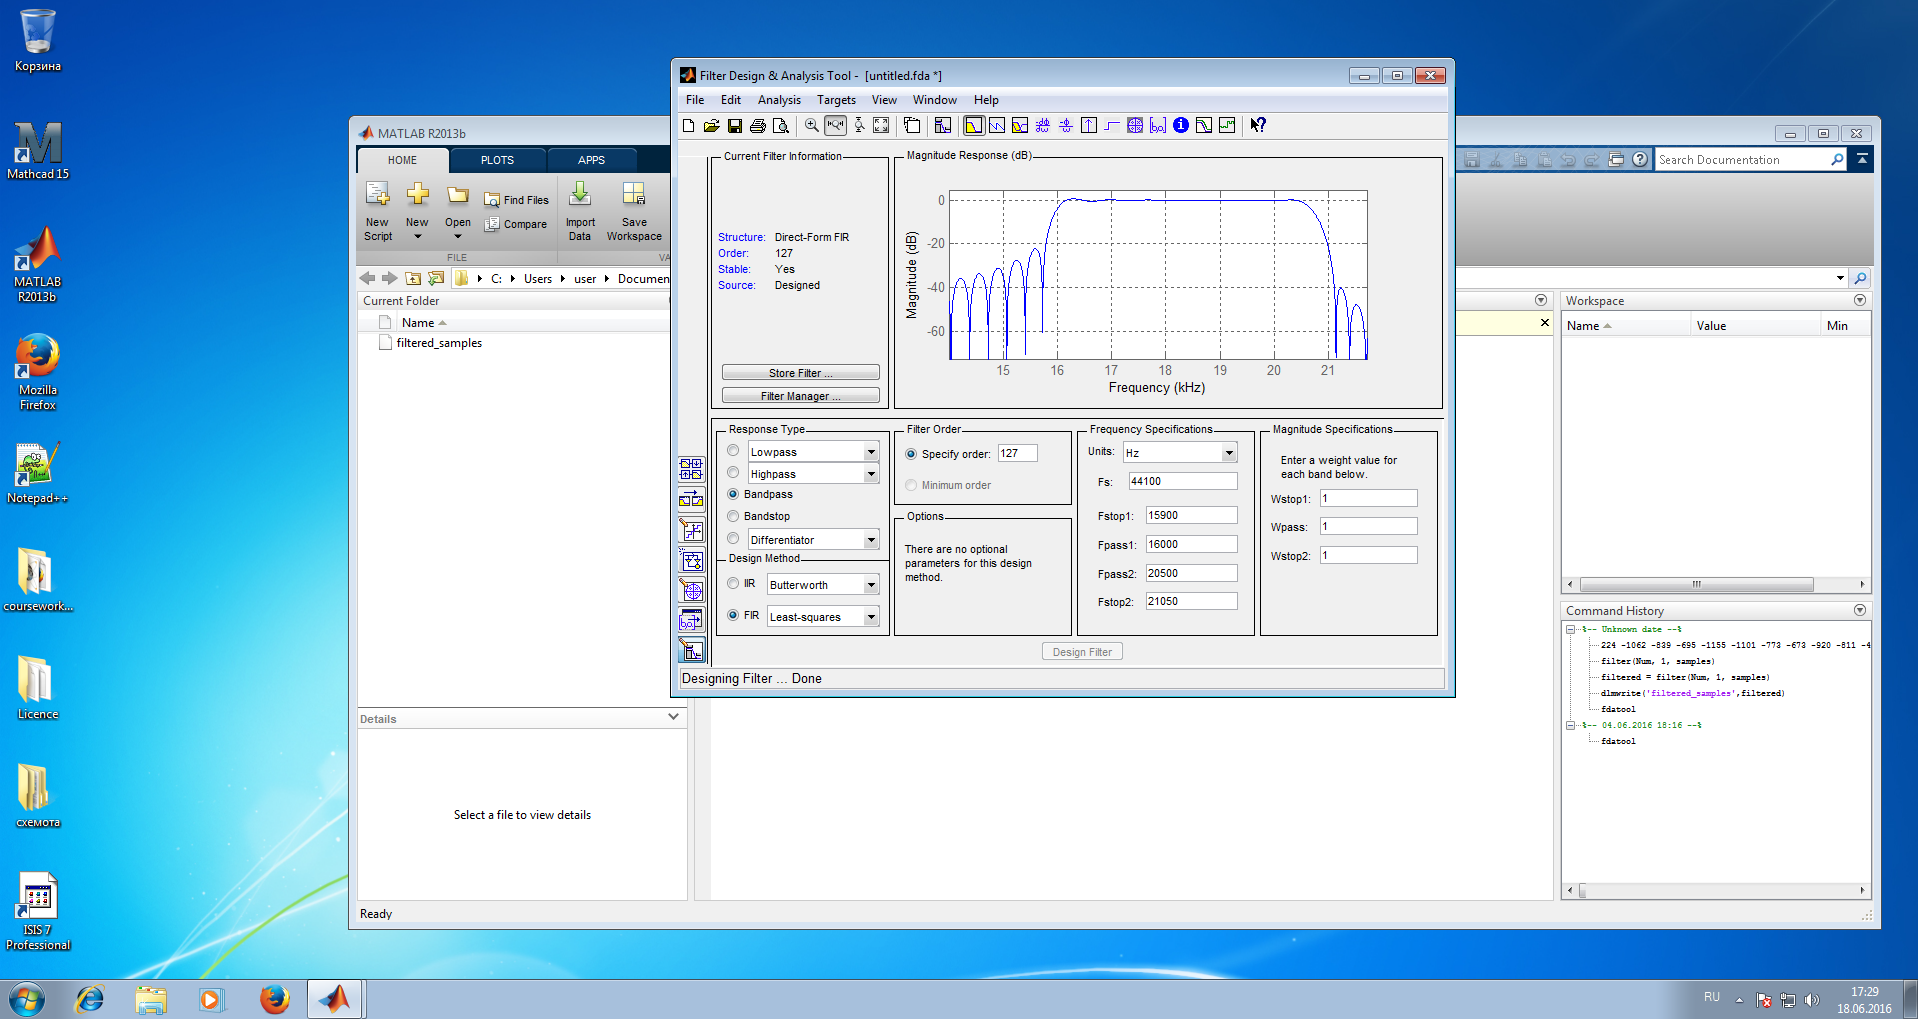 Корзина
Mathcad 15
MATLAB
R2013b
Mozilla
Firefox
Notepad++
coursework...
Licence
схемота
ISIS 7
Professional
MATLAB R2013b
HOME
PLOTS
APPS
New
Script
New
Open
Find Files
Compare
Import
Data
Save
Workspace
FILE
VA
C:
Users
user
Documen
Current Folder
Name
filtered_samples
Details
Select a file to view details
Ready
Filter Design & Analysis Tool - [untitled.fda *]
File Edit Analysis Targets View Window Help
Current Filter Information
Structure: Direct-Form FIR
Order: 127
Stable: Yes
Source: Designed
Store Filter ...
Filter Manager ...
Magnitude Response (dB)
0
-20
-40
-60
Magnitude (dB)
15 16 17 18 19 20 21
Frequency (kHz)
Response Type
Lowpass
Highpass
Bandpass
Bandstop
Differentiator
Design Method
IIR Butterworth
FIR Least-squares
Filter Order
Specify order: 127
Minimum order
Options
There are no optional
parameters for this design
method.
Frequency Specifications
Units: Hz
Fs: 44100
Fstop1: 15900
Fpass1: 16000
Fpass2: 20500
Fstop2: 21050
Magnitude Specifications
Enter a weight value for
each band below.
Wstop1: 1
Wpass: 1
Wstop2: 1
Design Filter
Designing Filter ... Done
Search Documentation
Workspace
Name
Value
Min
Command History
%-- Unknown date --%
224 -1062 -839 -695 -1155 -1101 -773 -673 -920 -811 -4
filter(Num, 1, samples)
filtered = filter(Num, 1, samples)
dlmwrite('filtered_samples',filtered)
fdatool
%-- 04.06.2016 18:16 --%
fdatool
RU
17:29
18.06.2016